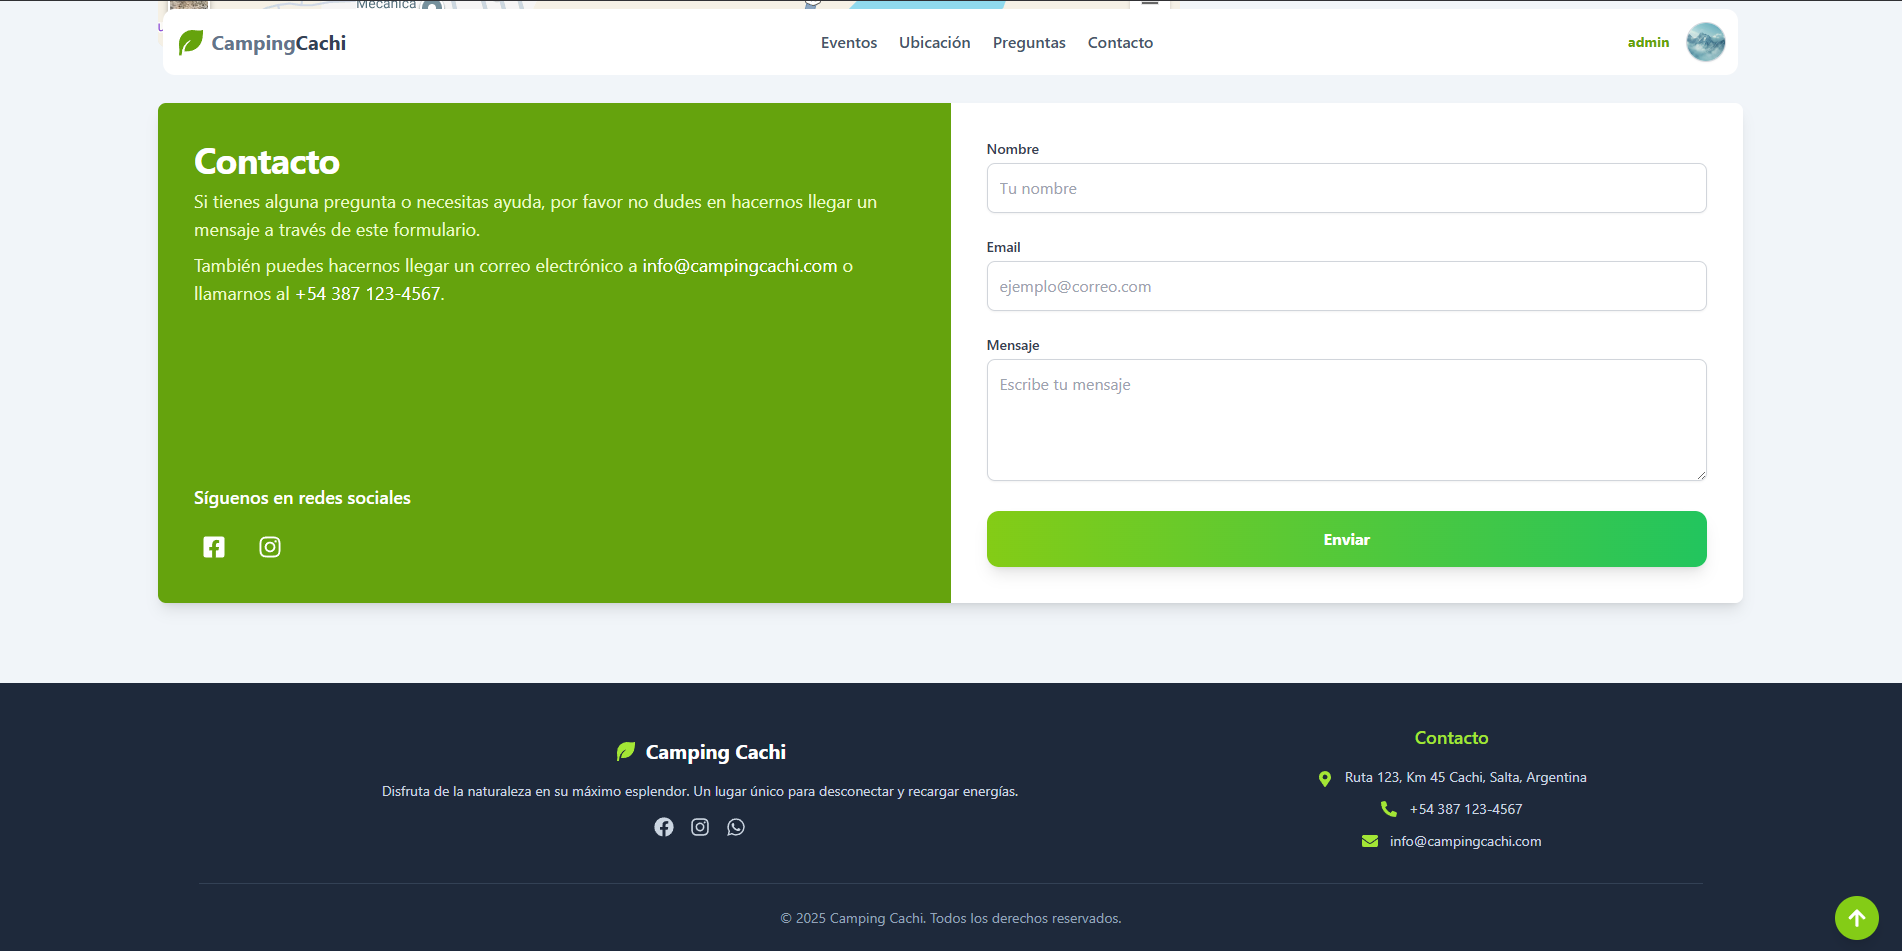 Mecánica
CampingCachi
Eventos
Ubicación
Preguntas
Contacto
admin
Contacto
Si tienes alguna pregunta o necesitas ayuda, por favor no dudes en hacernos llegar un
mensaje a través de este formulario.
También puedes hacernos llegar un correo electrónico a info@campingcachi.com o
llamarnos al +54 387 123-4567.
Síguenos en redes sociales
Nombre
Tu nombre
Email
ejemplo@correo.com
Mensaje
Escribe tu mensaje
Enviar
Camping Cachi
Disfruta de la naturaleza en su máximo esplendor. Un lugar único para desconectar y recargar energías.
Contacto
Ruta 123, Km 45 Cachi, Salta, Argentina
+54 387 123-4567
info@campingcachi.com
© 2025 Camping Cachi. Todos los derechos reservados.